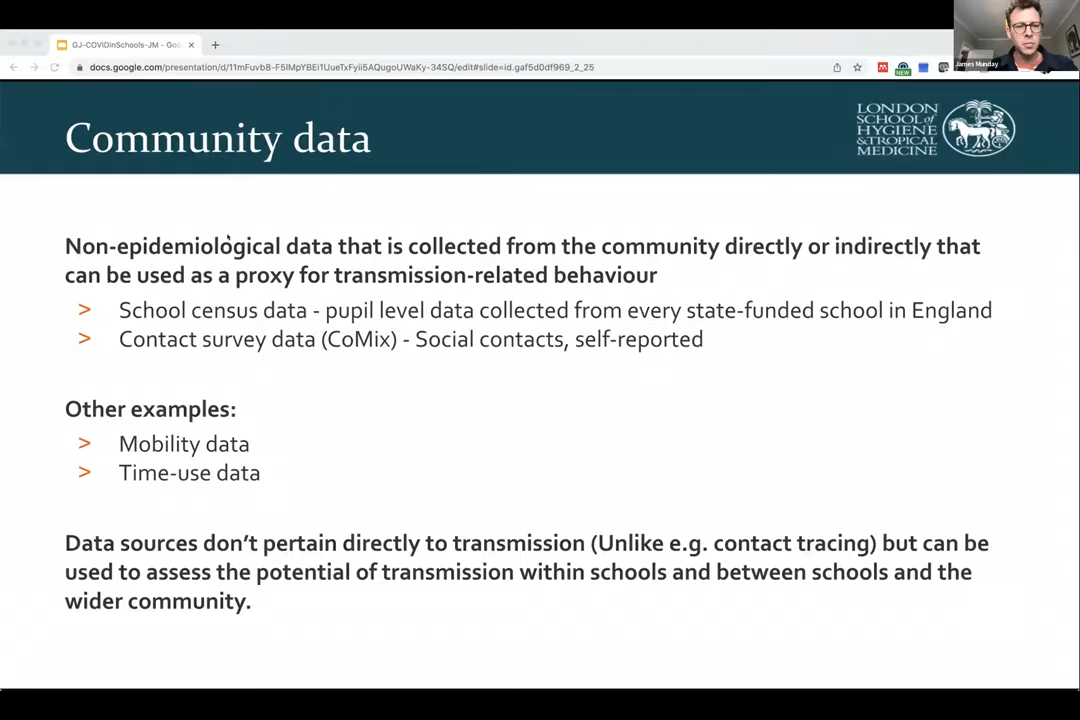 GJ-COVIDinSchools-JM - Goo
docs.google.com/presentation/d/11mFuvbB-F5IMpYBEi1UueTxFyii5AQugoUWaKy-34SQ/edit#slide=id.gaf5d0df969_2_25
NEW
James Munday
Community data
LONDON
SCHOOL of
HYGIENE
& TROPICAL
MEDICINE
Non-epidemiological data that is collected from the community directly or indirectly that
can be used as a proxy for transmission-related behaviour
> School census data - pupil level data collected from every state-funded school in England
> Contact survey data (CoMix) - Social contacts, self-reported
Other examples:
> Mobility data
> Time-use data
Data sources don't pertain directly to transmission (Unlike e.g. contact tracing) but can be
used to assess the potential of transmission within schools and between schools and the
wider community.